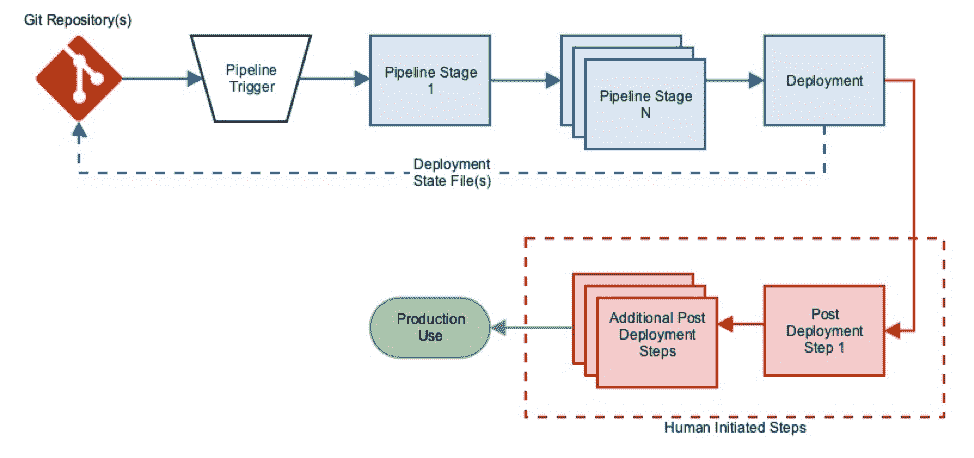 Git Repository(s)
Pipeline
Trigger
Pipeline Stage
1
Pipeline Stage
N
Deployment
Deployment
State File(s)
Production
Use
Additional Post
Deployment
Steps
Post
Deployment
Step 1
Human Initiated Steps